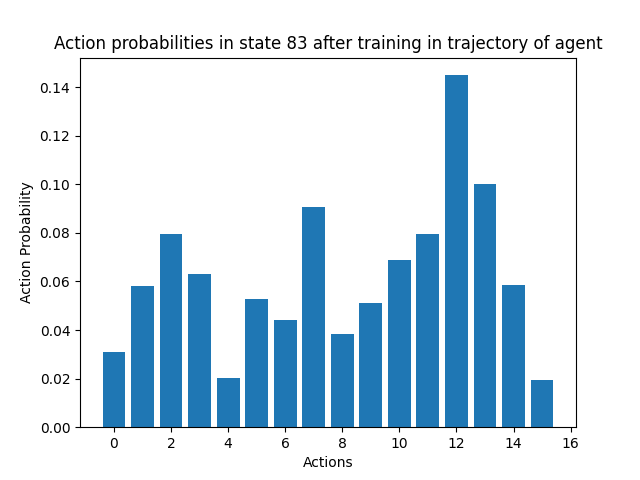 Action probabilities in state 83 after training in trajectory of agent
0.14
0.12
0.10
0.08
0.06
0.04
0.02
0.00
Action Probability
0 2 4 6 8 10 12 14 16
Actions